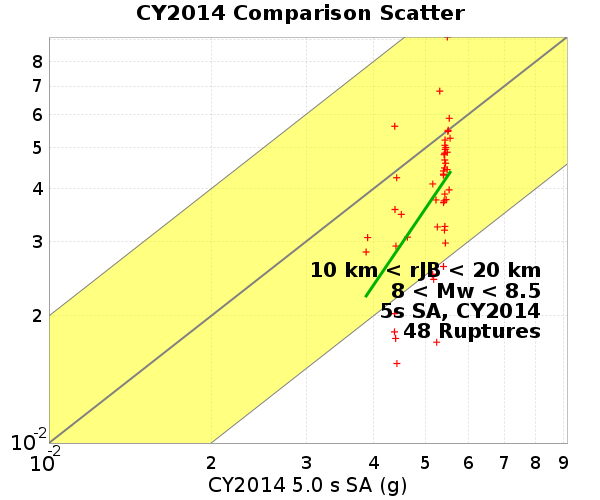 CY2014 Comparison Scatter
8
7
6
5
4
3
2
10-2
10 km < rJB < 20 km
8 < Mw < 8.5
5s SA, CY2014
48 Ruptures
10-2 2 3 4 5 6 7 8 9
CY2014 5.0 s SA (g)